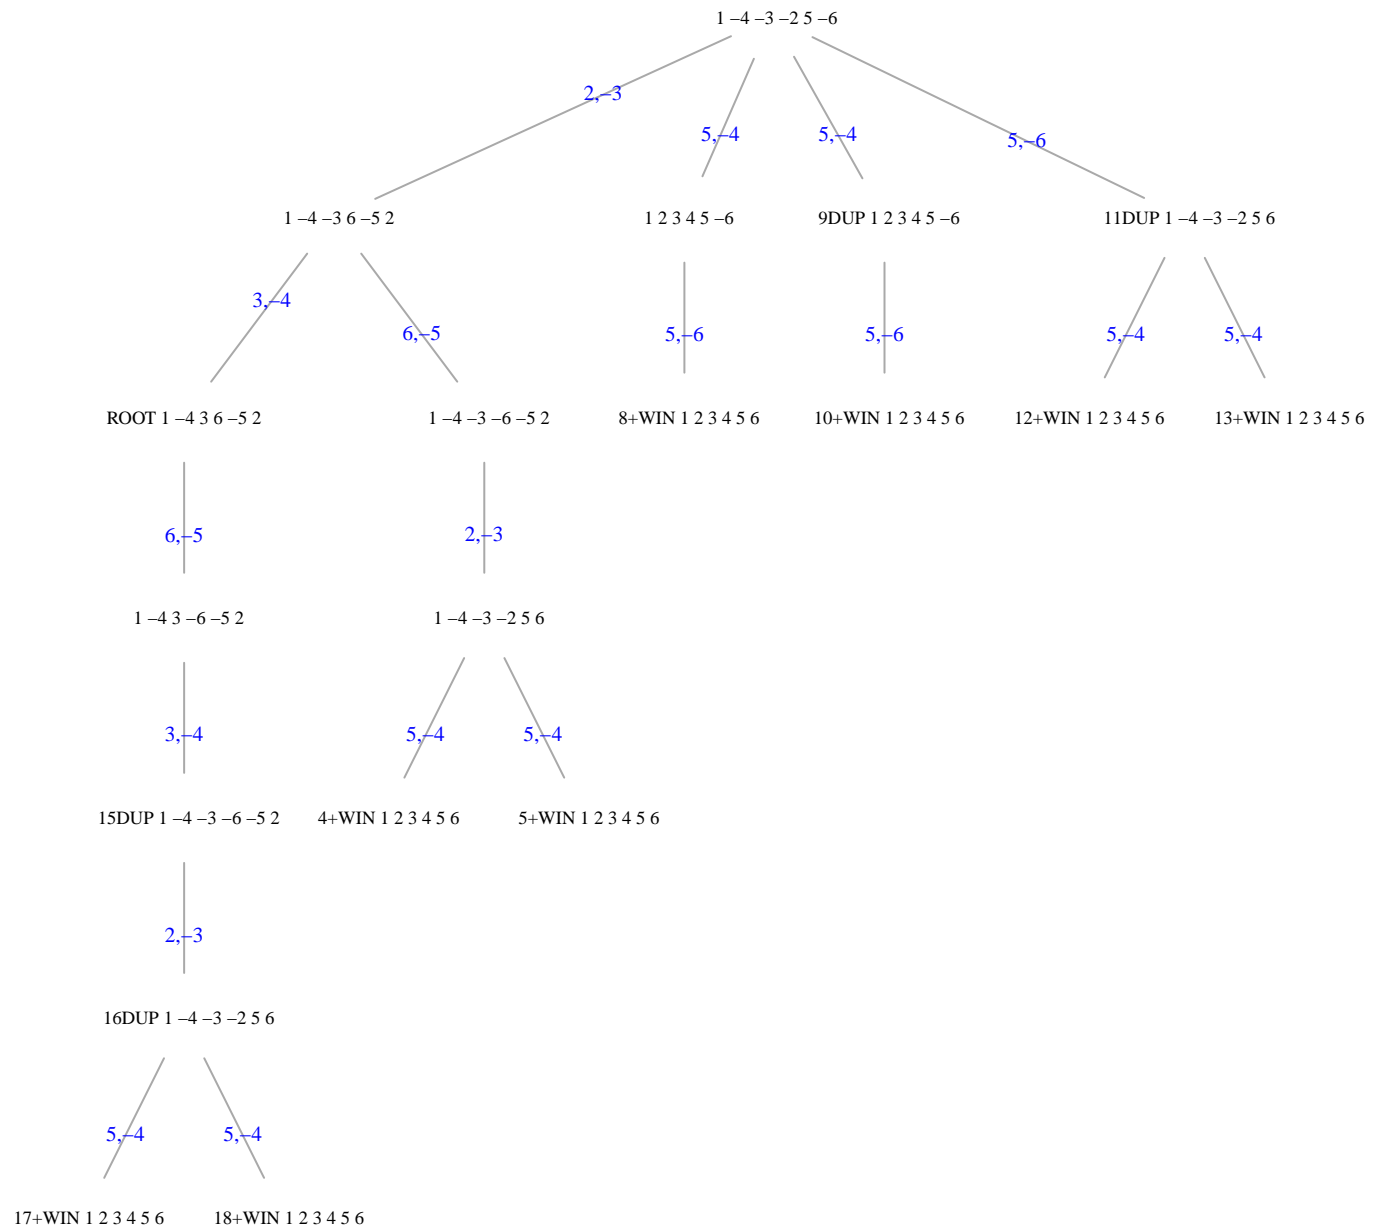 1 –4 –3 –2 5 –6
2,–3
5,–4
5,–4
5,–6
1 –4 –3 6 –5 2
1 2 3 4 5 –6
9DUP 1 2 3 4 5 –6
11DUP 1 –4 –3 –2 5 6
3,–4
6,–5
5,–6
5,–6
5,–4
5,–4
ROOT 1 –4 3 6 –5 2
1 –4 –3 –6 –5 2
8+WIN 1 2 3 4 5 6
10+WIN 1 2 3 4 5 6
12+WIN 1 2 3 4 5 6
13+WIN 1 2 3 4 5 6
6,–5
2,–3
1 –4 3 –6 –5 2
1 –4 –3 –2 5 6
3,–4
5,–4
5,–4
15DUP 1 –4 –3 –6 –5 2
4+WIN 1 2 3 4 5 6
5+WIN 1 2 3 4 5 6
2,–3
16DUP 1 –4 –3 –2 5 6
5,–4
5,–4
17+WIN 1 2 3 4 5 6
18+WIN 1 2 3 4 5 6